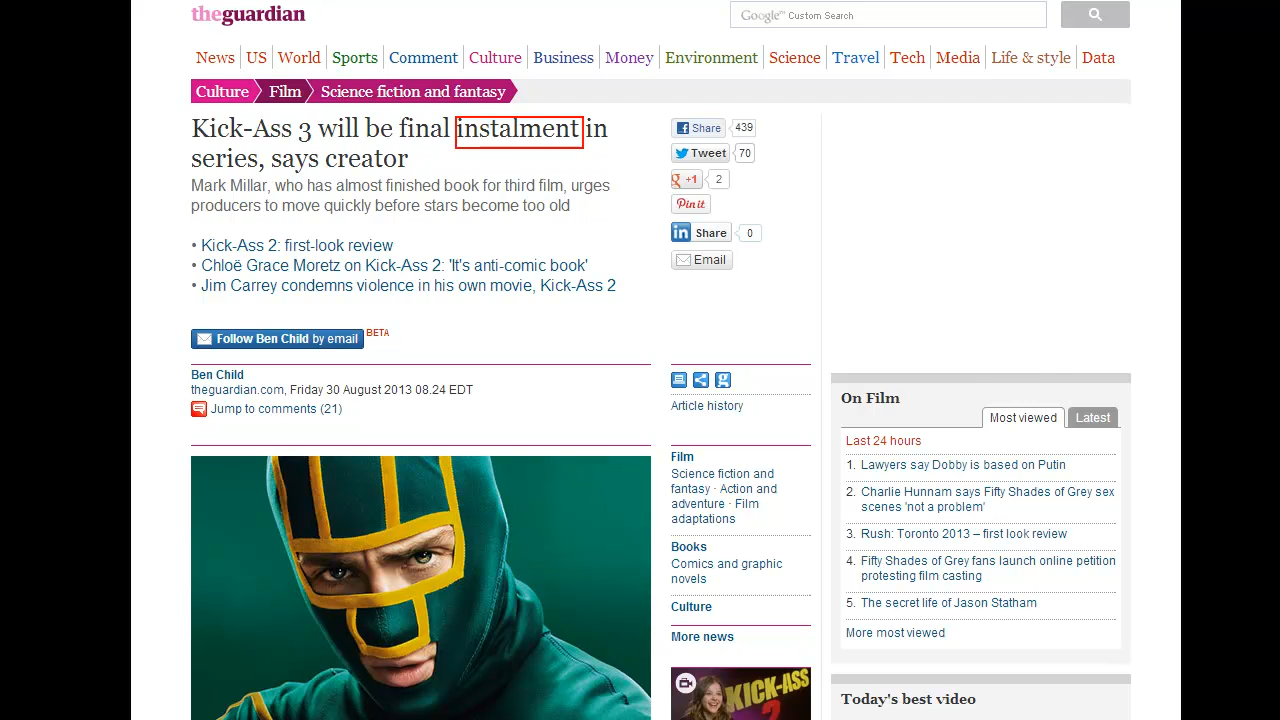 theguardian
Google™ Custom Search
News US World Sports Comment Culture Business Money Environment Science Travel Tech Media Life & style Data
Culture Film Science fiction and fantasy
Kick-Ass 3 will be final instalment in
series, says creator
Mark Millar, who has almost finished book for third film, urges
producers to move quickly before stars become too old
• Kick-Ass 2: first-look review
• Chloë Grace Moretz on Kick-Ass 2: 'It's anti-comic book'
• Jim Carrey condemns violence in his own movie, Kick-Ass 2
Follow Ben Child by email BETA
Ben Child
theguardian.com, Friday 30 August 2013 08.24 EDT
Jump to comments (21)
f Share 439
Tweet 70
g +1 2
Pin it
in Share 0
Email
g
Article history
Film
Science fiction and
fantasy · Action and
adventure · Film
adaptations
Books
Comics and graphic
novels
Culture
More news
KICK-ASS
2
On Film
Most viewed Latest
Last 24 hours
1. Lawyers say Dobby is based on Putin
2. Charlie Hunnam says Fifty Shades of Grey sex
scenes 'not a problem'
3. Rush: Toronto 2013 – first look review
4. Fifty Shades of Grey fans launch online petition
protesting film casting
5. The secret life of Jason Statham
More most viewed
Today's best video